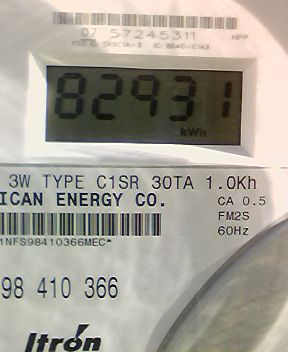 07 57245311
82931
kWh
3W TYPE C1SR 30TA 1.0Kh
ICAN ENERGY CO.
CA 0.5
FM2S
60Hz
1NFS98410366MEC*
98 410 366
Itron